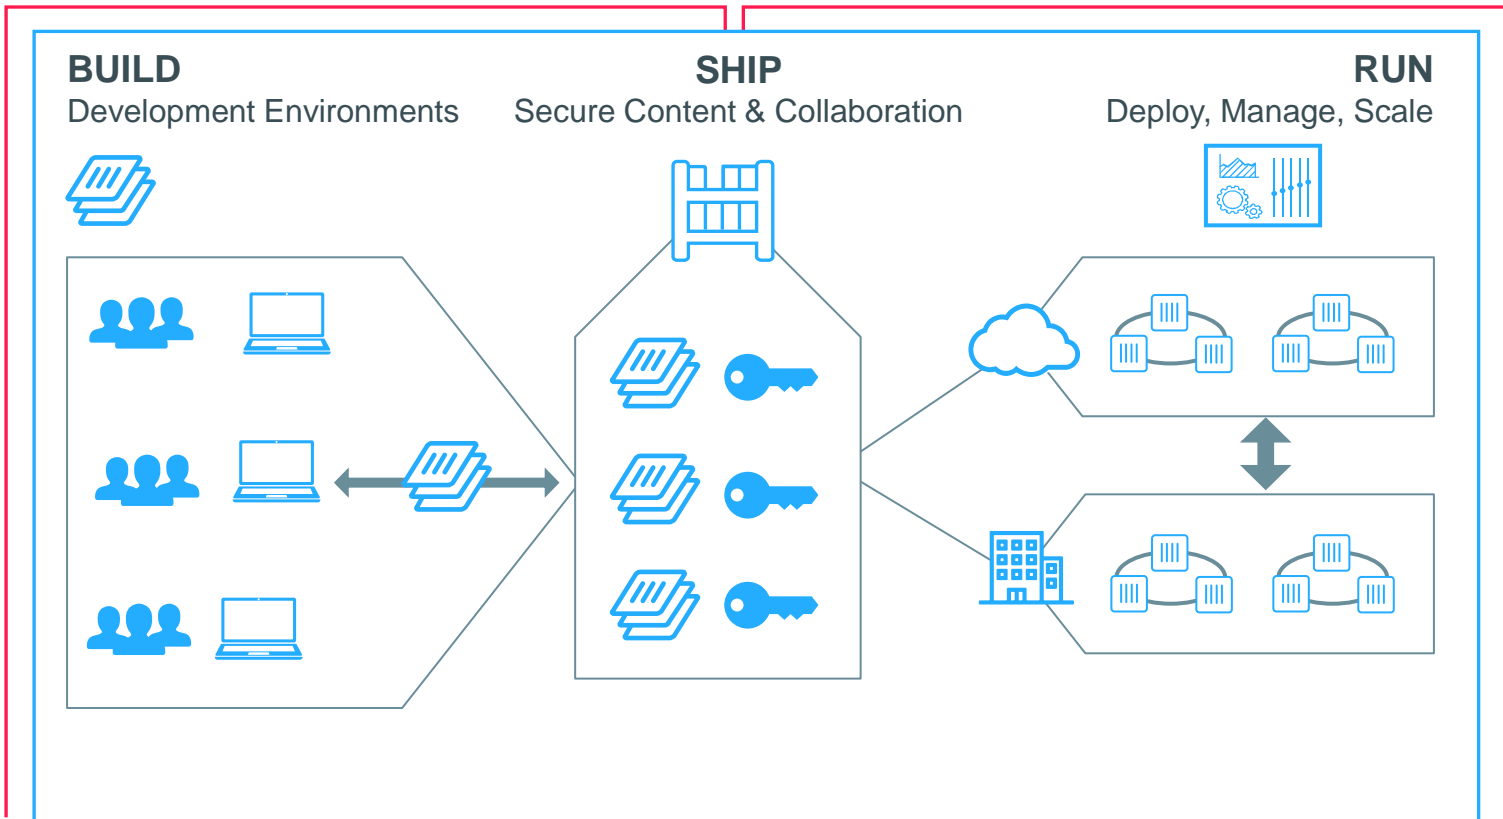 BUILD
Development Environments
SHIP
Secure Content & Collaboration
RUN
Deploy, Manage, Scale